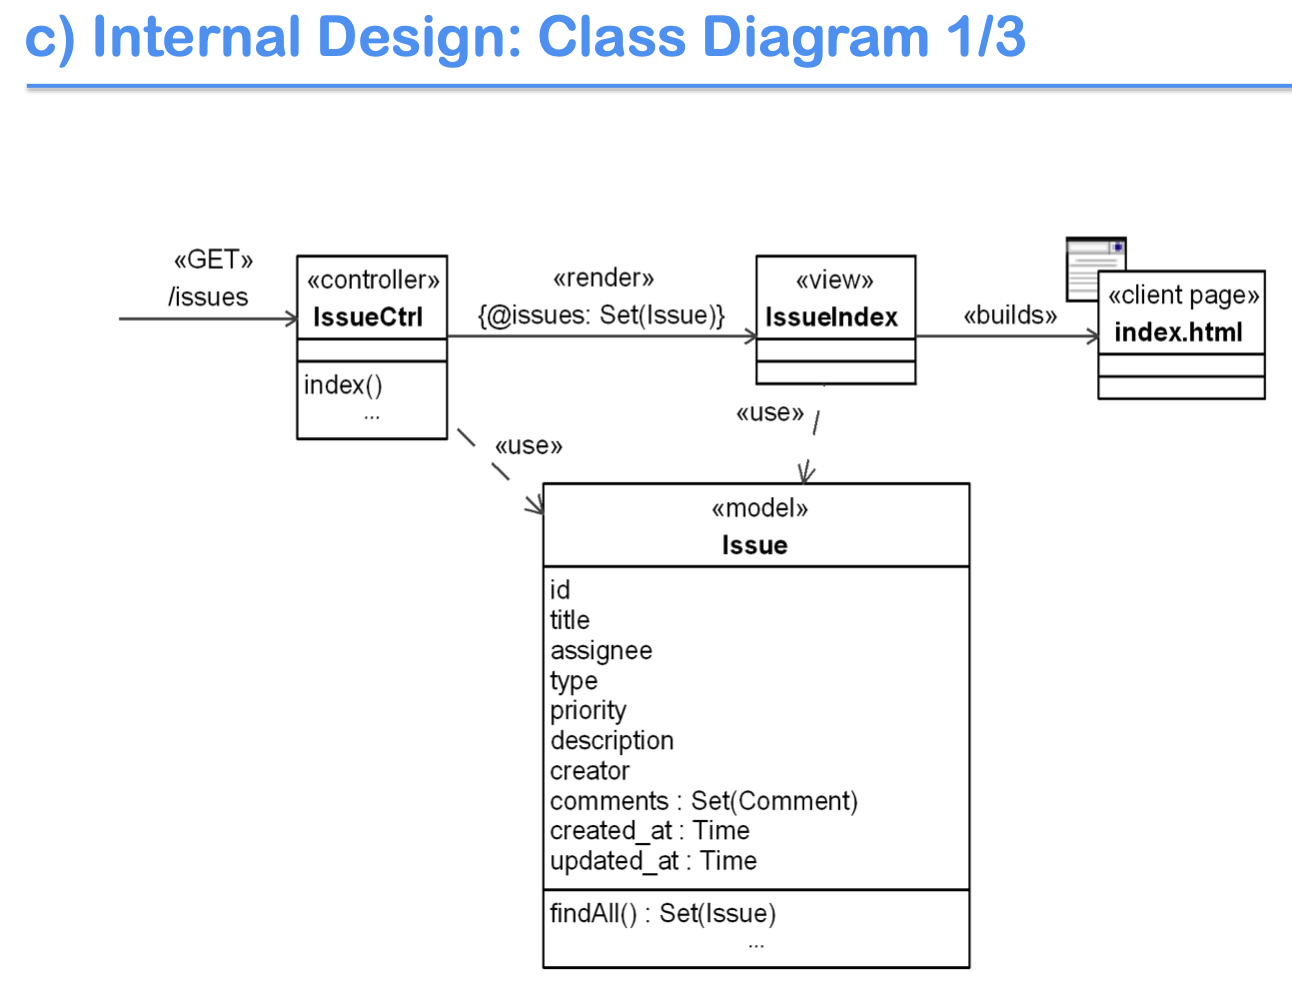 c) Internal Design: Class Diagram 1/3
«GET»
/issues
«controller»
IssueCtrl
index()
...
«render»
{@issues: Set(Issue)}
«view»
IssueIndex
«builds»
«client page»
index.html
«use»
«use»
«model»
Issue
id
title
assignee
type
priority
description
creator
comments : Set(Comment)
created_at : Time
updated_at : Time
findAll() : Set(Issue)
...